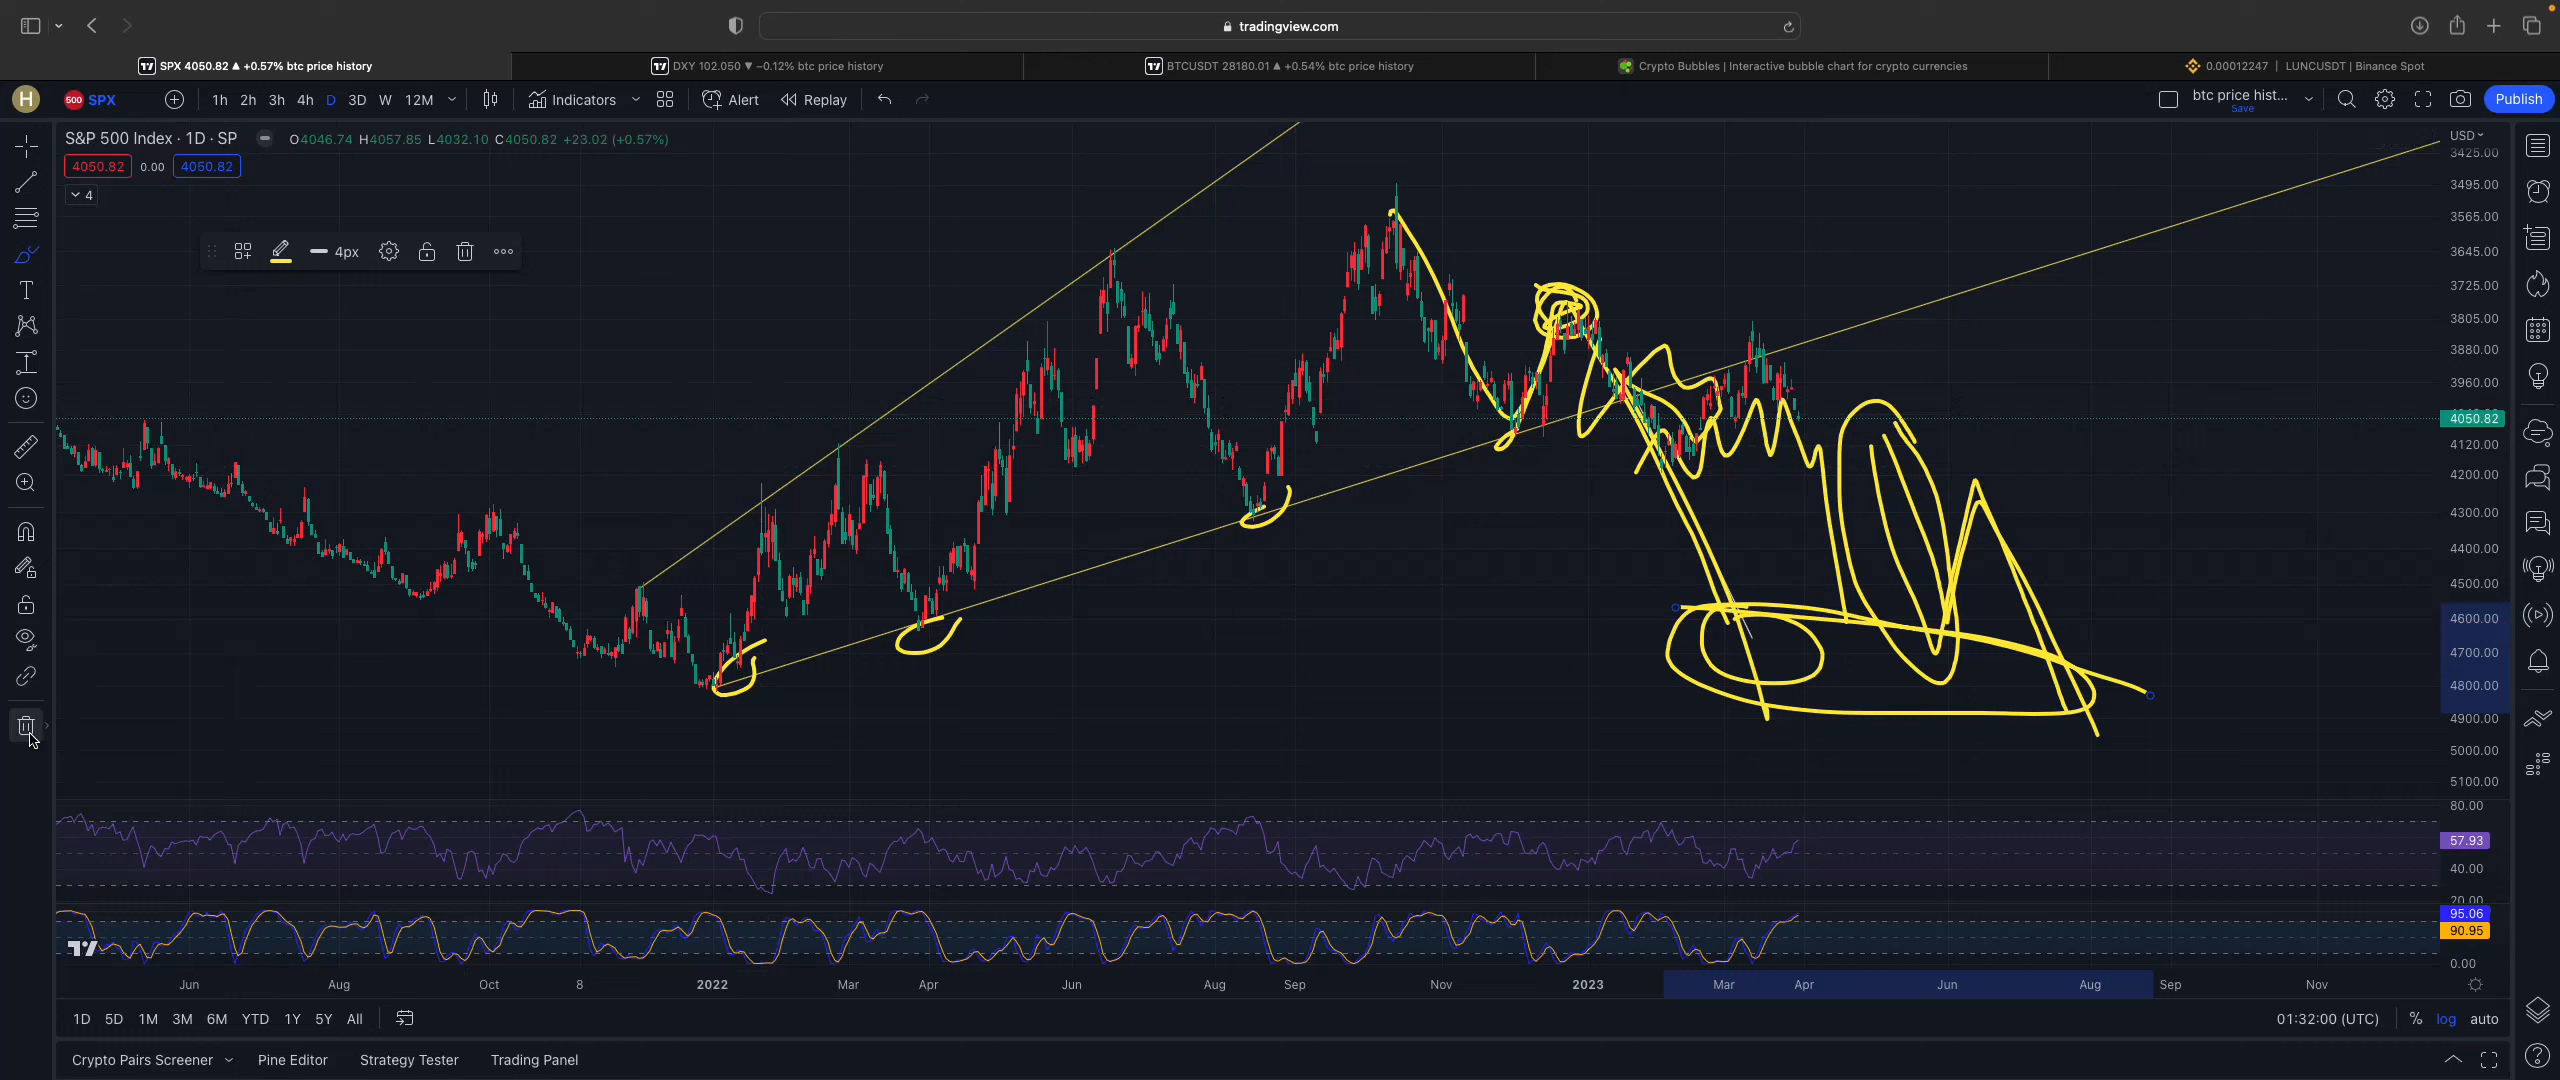 tradingview.com
SPX 4050.82 ▲ +0.57% btc price history
DXY 102.050 ▼ −0.12% btc price history
BTCUSDT 28180.01 ▲ +0.54% btc price history
Crypto Bubbles | Interactive bubble chart for crypto currencies
0.00012247 | LUNCUSDT | Binance Spot
H 500 SPX 1h 2h 3h 4h D 3D W 12M Indicators Alert Replay btc price hist... Save Publish
S&P 500 Index · 1D · SP O4046.74 H4057.85 L4032.10 C4050.82 +23.02 (+0.57%)
4050.82 0.00 4050.82
4
4px
USD
3425.00
3495.00
3565.00
3645.00
3725.00
3805.00
3880.00
3960.00
4050.82
4120.00
4200.00
4300.00
4400.00
4500.00
4600.00
4700.00
4800.00
4900.00
5000.00
5100.00
80.00
57.93
40.00
20.00
95.06
90.95
0.00
Jun Aug Oct 8 2022 Mar Apr Jun Aug Sep Nov 2023 Mar Apr Jun Aug Sep Nov
1D 5D 1M 3M 6M YTD 1Y 5Y All 01:32:00 (UTC) % log auto
Crypto Pairs Screener Pine Editor Strategy Tester Trading Panel